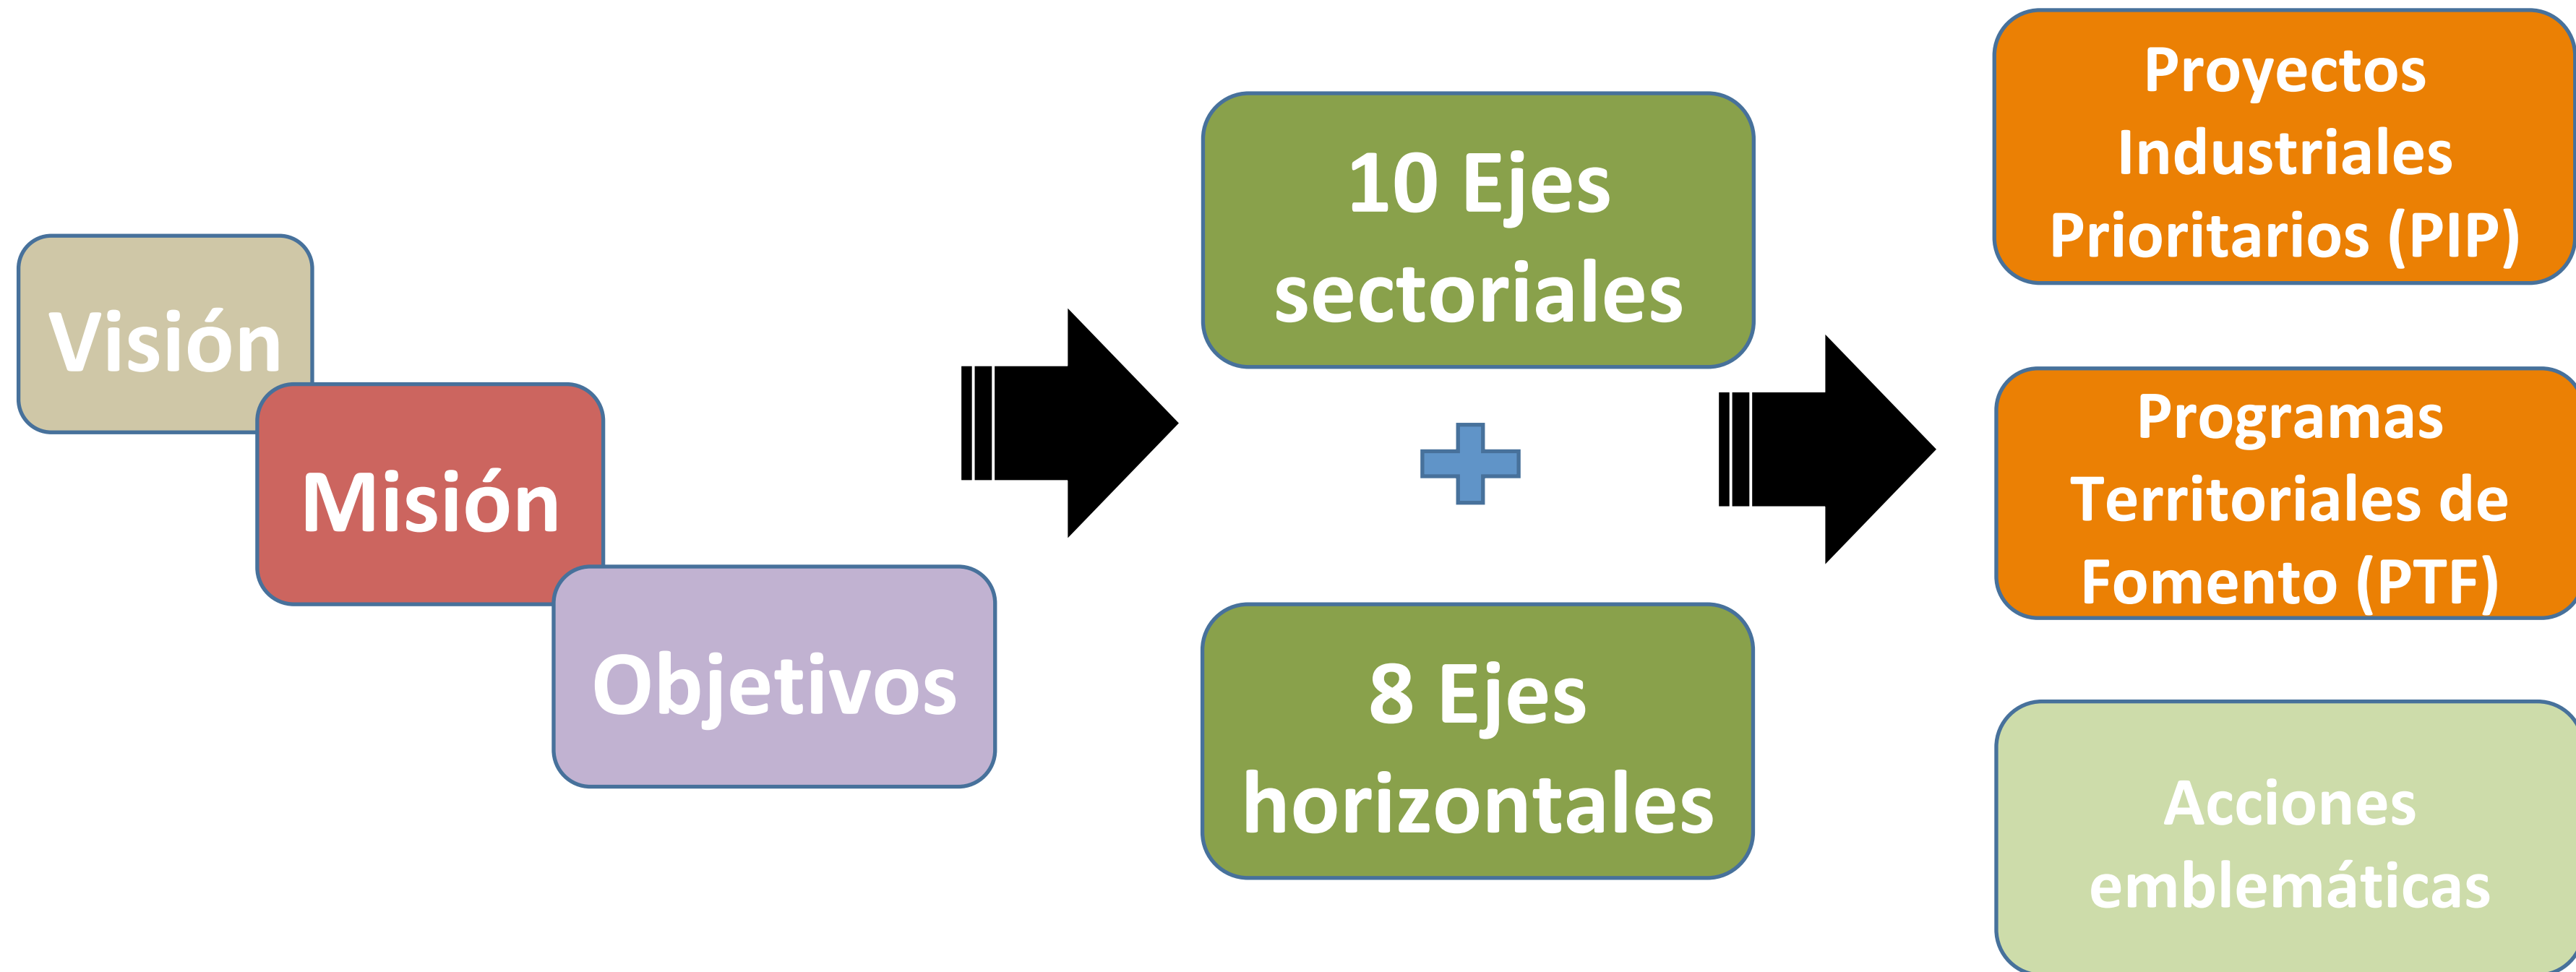 Visión
Misión
Objetivos
10 Ejes
sectoriales
8 Ejes
horizontales
Proyectos
Industriales
Prioritarios (PIP)
Programas
Territoriales de
Fomento (PTF)
Acciones
emblemáticas